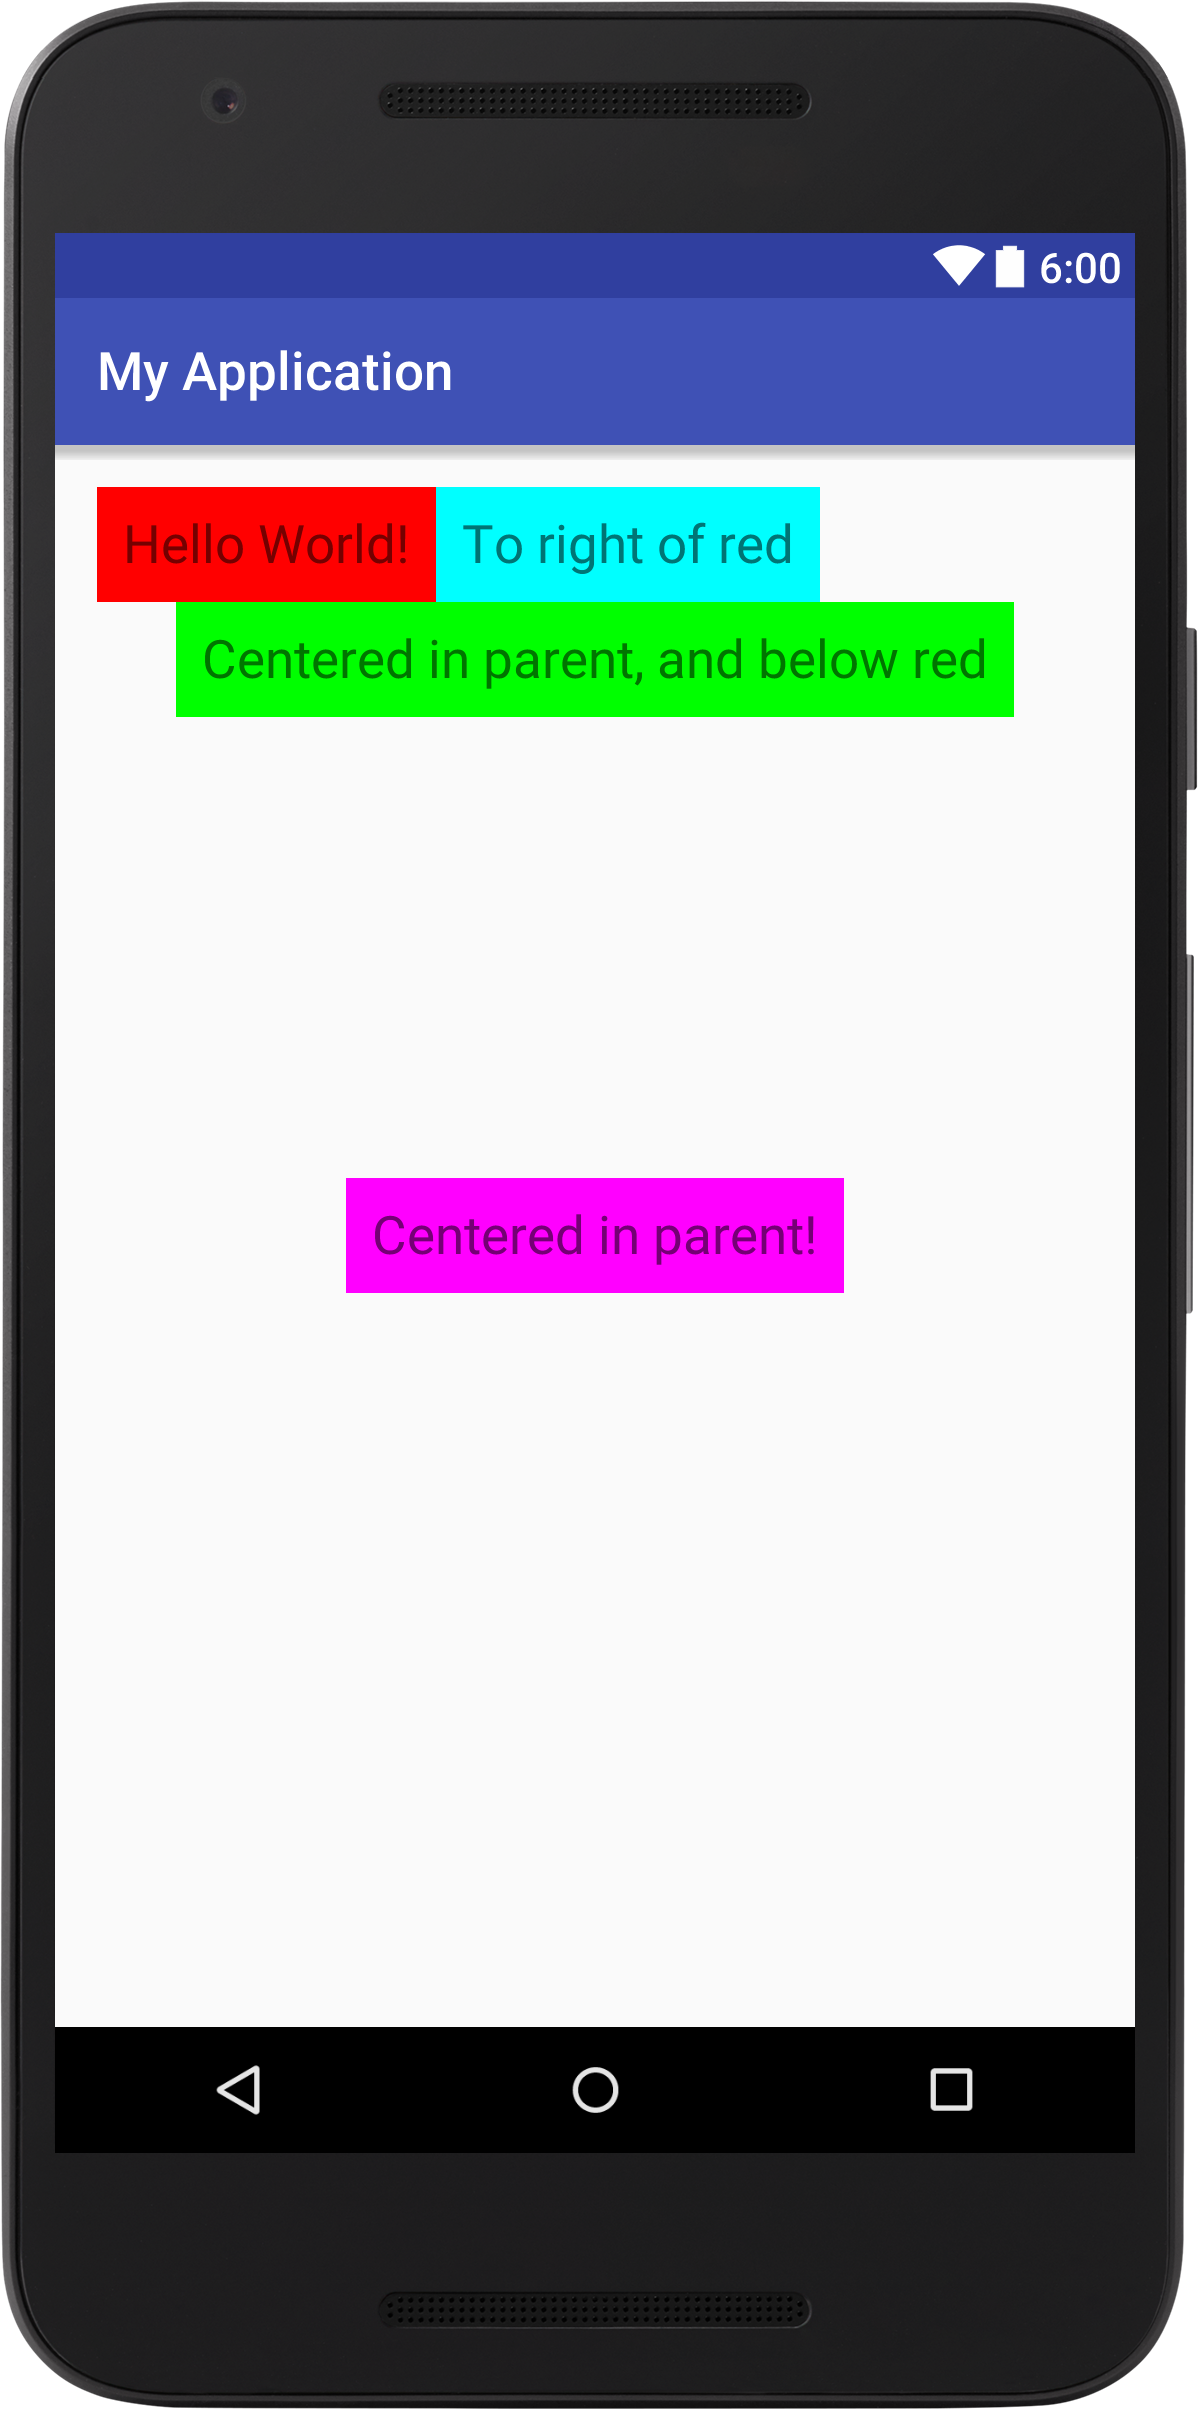 6:00
My Application
Hello World! To right of red
Centered in parent, and below red
Centered in parent!